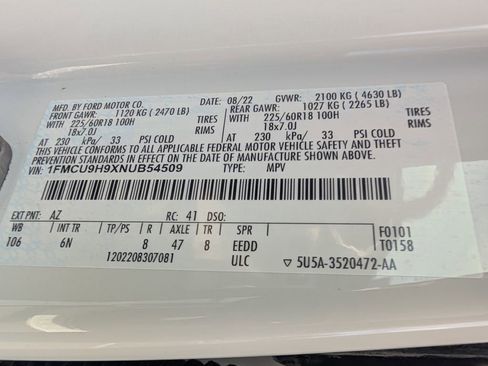 MFD. BY FORD MOTOR CO. DATE: 08/22 GVWR: 2100 KG ( 4630 LB)
FRONT GAWR: 1120 KG ( 2470 LB) REAR GAWR: 1027 KG ( 2265 LB)
WITH 225/60R18 100H TIRES WITH 225/60R18 100H TIRES
18x7.0J RIMS 18x7.0J RIMS
AT 230 kPa/ 33 PSI COLD AT 230 kPa/ 33 PSI COLD
THIS VEHICLE CONFORMS TO ALL APPLICABLE FEDERAL MOTOR VEHICLE SAFETY AND THEFT
PREVENTION STANDARDS IN EFFECT ON THE DATE OF MANUFACTURE SHOWN ABOVE.
VIN: 1FMCU9H9XNUB54509 TYPE: MPV
EXT PNT: AZ RC: 41 DSO:
WB INT TR TP/PS R AXLE TR SPR F0101
106 6N 8 47 8 EEDD T0158
1202208307081 ULC ▽ 5U5A-3520472-AA